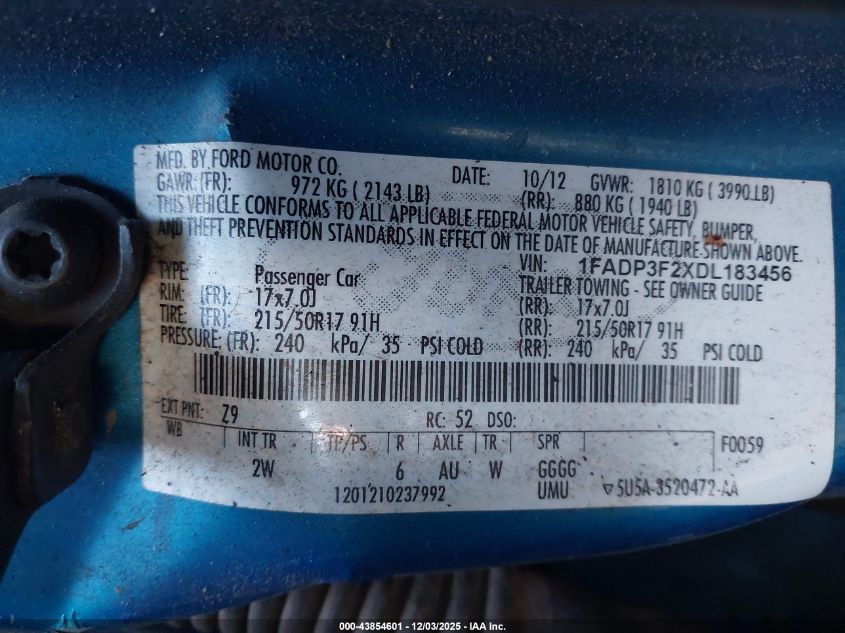 MFD. BY FORD MOTOR CO. DATE: 10/12 GVWR: 1810 KG ( 3990.LB)
GAWR:(FR): 972 KG ( 2143 LB) (RR): 880 KG ( 1940 LB)
THIS VEHICLE CONFORMS TO ALL APPLICABLE FEDERAL MOTOR VEHICLE SAFETY, BUMPER,
AND THEFT PREVENTION STANDARDS IN EFFECT ON THE DATE OF MANUFACTURE SHOWN ABOVE.
VIN: 1FADP3F2XDL183456
TYPE: Passenger Car TRAILER TOWING - SEE OWNER GUIDE
RIM: (FR): 17x7.0J (RR): 17x7.0J
TIRE: (FR): 215/50R17 91H (RR): 215/50R17 91H
PRESSURE: (FR): 240 kPa/ 35 PSI COLD (RR): 240 kPa/ 35 PSI COLD
EXT PNT: Z9 RC: 52 DSO:
WB INT TR TP/PS R AXLE TR SPR F0059
2W 6 AU W GGGG
1201210237992 UMU ▽5U5A-3520472-AA
000-43854601 - 12/03/2025 - © IAA, Inc.